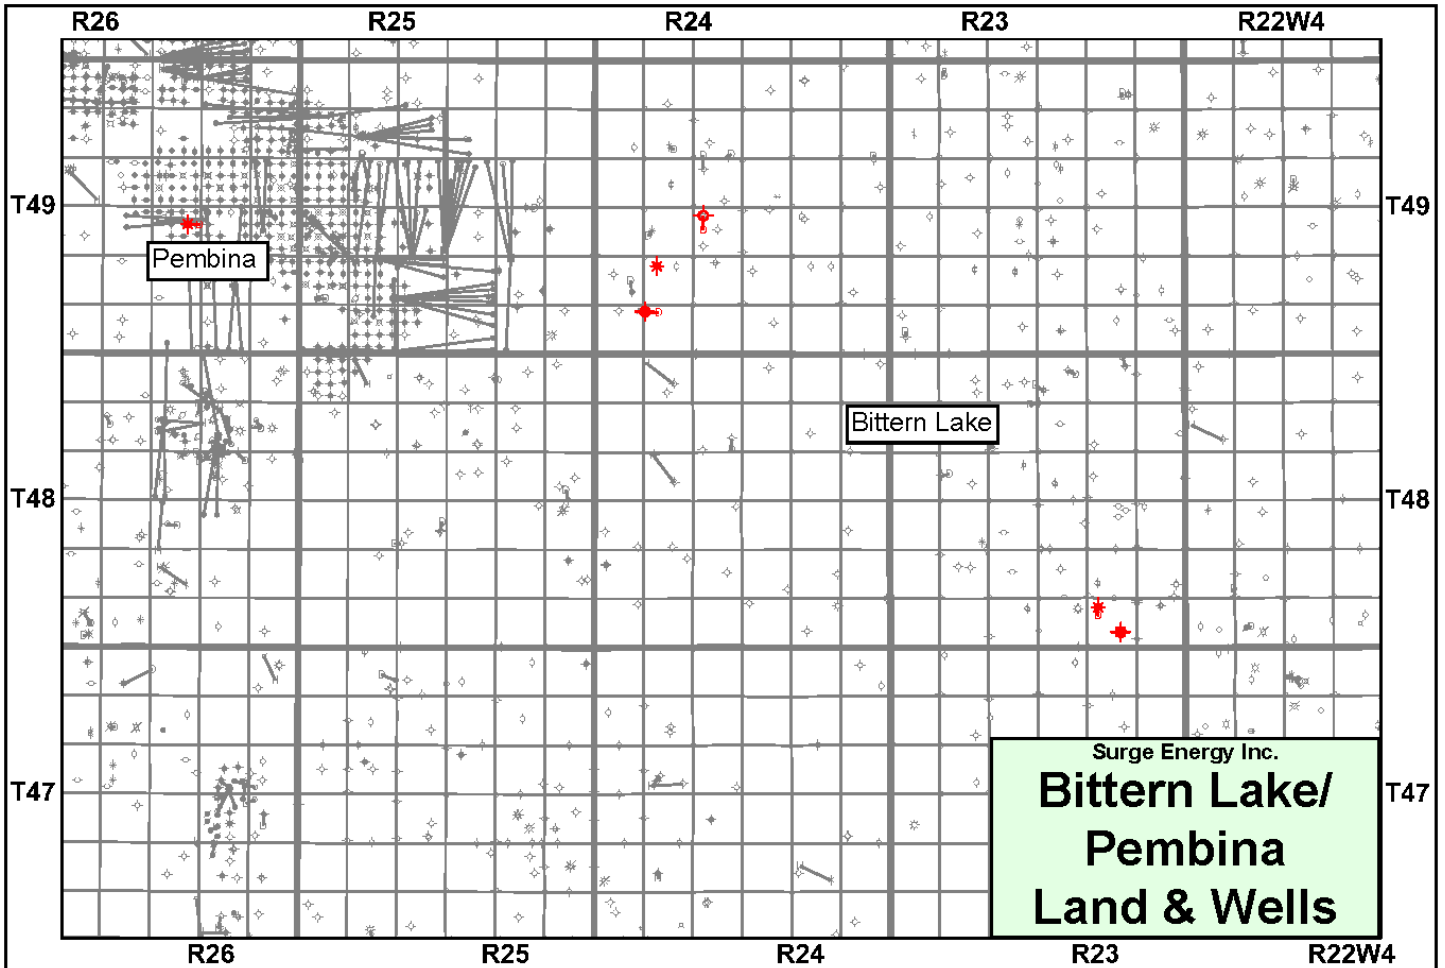 R26 R25 R24 R23 R22W4
T49 T49
Pembina
Bittern Lake
T48 T48
Surge Energy Inc.
Bittern Lake/
Pembina
Land & Wells
T47 T47
R26 R25 R24 R23 R22W4